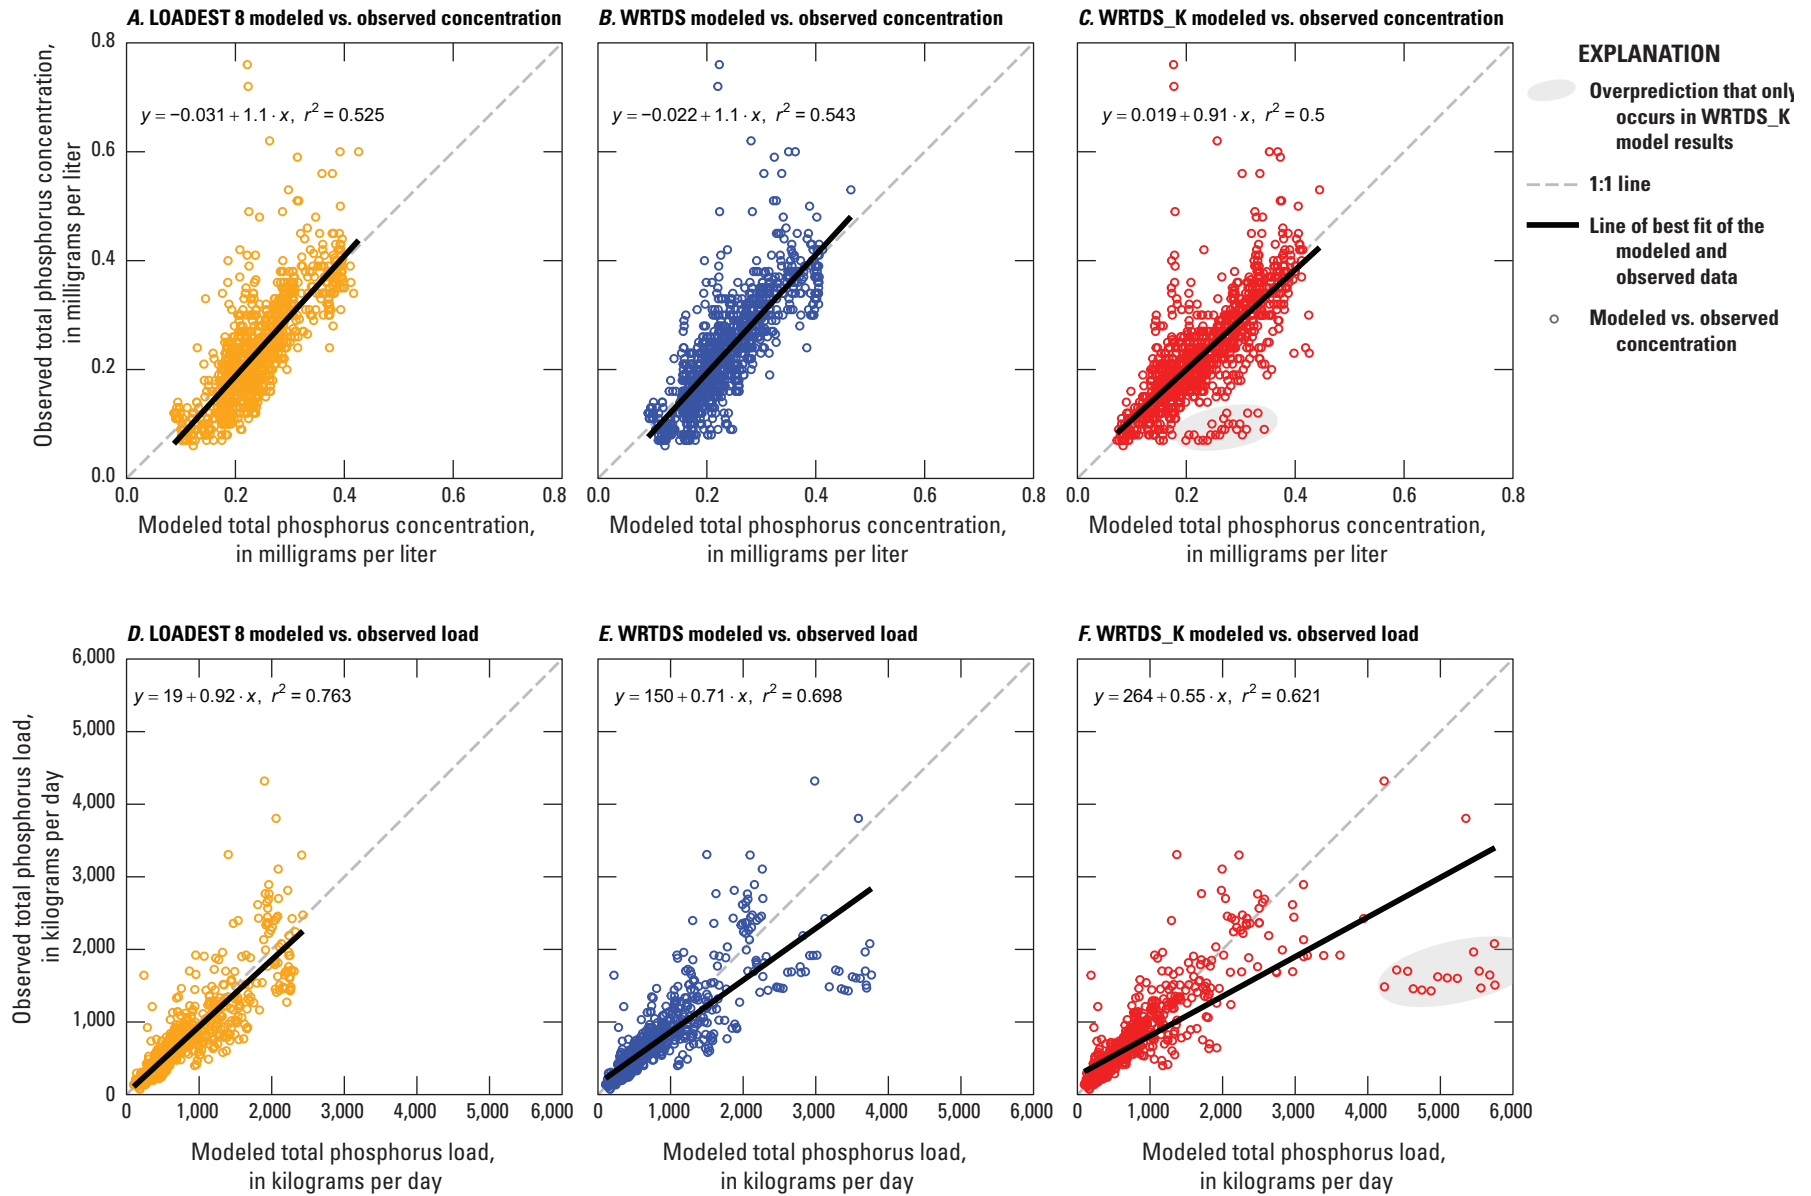 A. LOADEST 8 modeled vs. observed concentration
Observed total phosphorus concentration,
in milligrams per liter
0.8
0.6
0.4
0.2
0.0
y = −0.031 + 1.1 · x, r² = 0.525
0.0 0.2 0.4 0.6 0.8
Modeled total phosphorus concentration,
in milligrams per liter
B. WRTDS modeled vs. observed concentration
y = −0.022 + 1.1 · x, r² = 0.543
0.0 0.2 0.4 0.6 0.8
Modeled total phosphorus concentration,
in milligrams per liter
C. WRTDS_K modeled vs. observed concentration
y = 0.019 + 0.91 · x, r² = 0.5
0.0 0.2 0.4 0.6 0.8
Modeled total phosphorus concentration,
in milligrams per liter
EXPLANATION
Overprediction that only
occurs in WRTDS_K
model results
1:1 line
Line of best fit of the
modeled and
observed data
Modeled vs. observed
concentration
D. LOADEST 8 modeled vs. observed load
Observed total phosphorus load,
in kilograms per day
6,000
5,000
4,000
3,000
2,000
1,000
0
y = 19 + 0.92 · x, r² = 0.763
0 1,000 2,000 3,000 4,000 5,000 6,000
Modeled total phosphorus load,
in kilograms per day
E. WRTDS modeled vs. observed load
y = 150 + 0.71 · x, r² = 0.698
0 1,000 2,000 3,000 4,000 5,000 6,000
Modeled total phosphorus load,
in kilograms per day
F. WRTDS_K modeled vs. observed load
y = 264 + 0.55 · x, r² = 0.621
0 1,000 2,000 3,000 4,000 5,000 6,000
Modeled total phosphorus load,
in kilograms per day